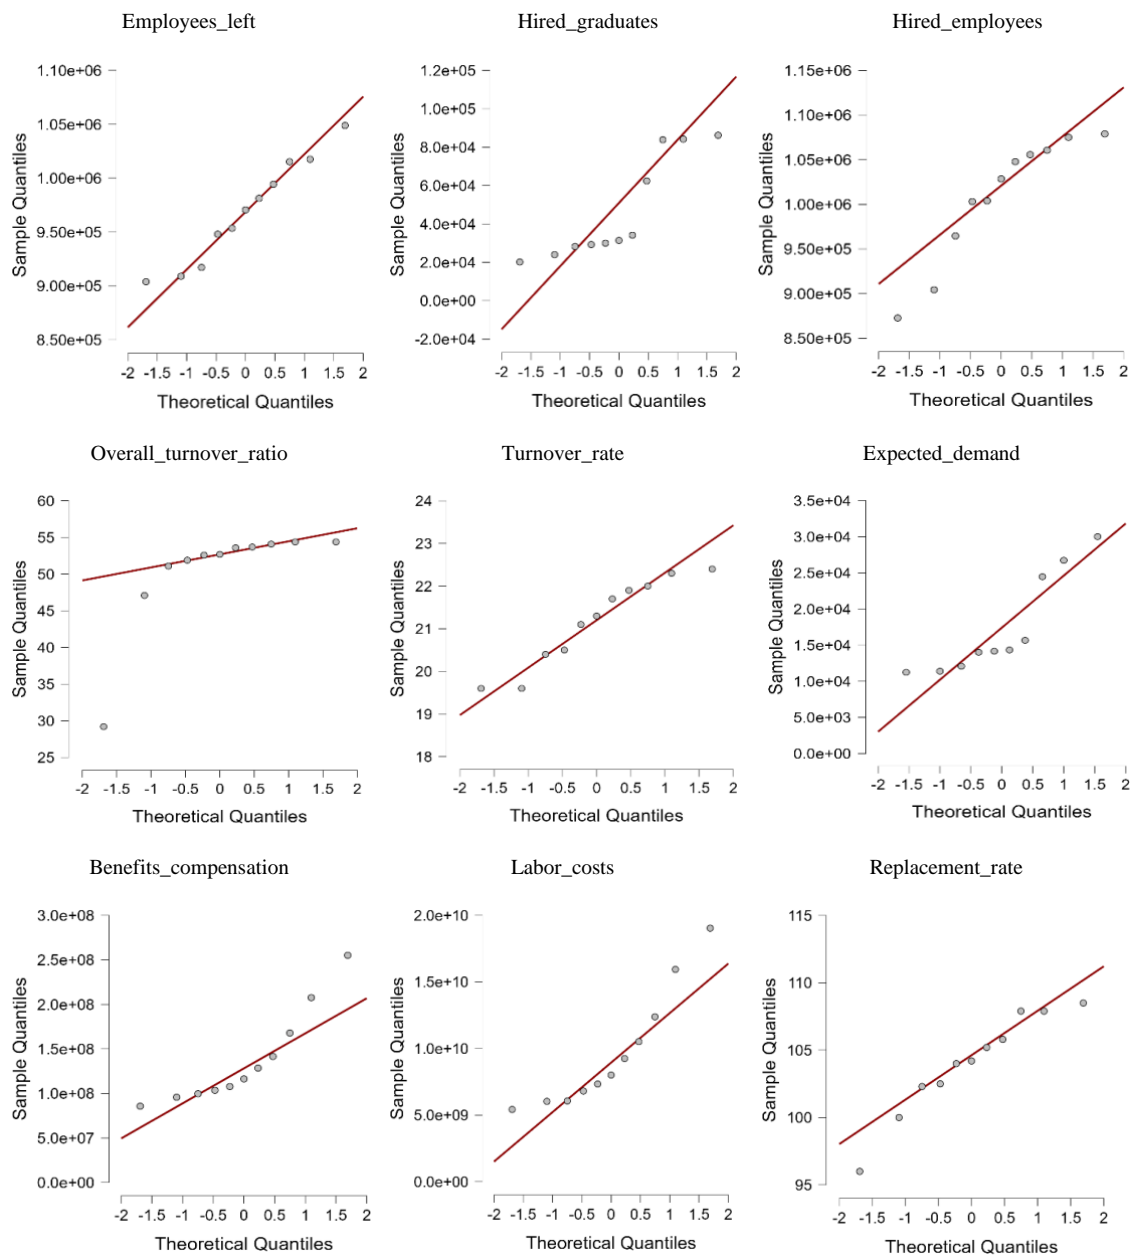 Employees_left
Hired_graduates
Hired_employees
1.10e+06
1.05e+06
1.00e+06
9.50e+05
9.00e+05
8.50e+05
Sample Quantiles
-2 -1.5 -1 -0.5 0 0.5 1 1.5 2
Theoretical Quantiles
1.2e+05
1.0e+05
8.0e+04
6.0e+04
4.0e+04
2.0e+04
0.0e+00
-2.0e+04
Sample Quantiles
-2 -1.5 -1 -0.5 0 0.5 1 1.5 2
Theoretical Quantiles
1.15e+06
1.10e+06
1.05e+06
1.00e+06
9.50e+05
9.00e+05
8.50e+05
Sample Quantiles
-2 -1.5 -1 -0.5 0 0.5 1 1.5 2
Theoretical Quantiles
Overall_turnover_ratio
Turnover_rate
Expected_demand
60
55
50
45
40
35
30
25
Sample Quantiles
-2 -1.5 -1 -0.5 0 0.5 1 1.5 2
Theoretical Quantiles
24
23
22
21
20
19
18
Sample Quantiles
-2 -1.5 -1 -0.5 0 0.5 1 1.5 2
Theoretical Quantiles
3.5e+04
3.0e+04
2.5e+04
2.0e+04
1.5e+04
1.0e+04
5.0e+03
0.0e+00
Sample Quantiles
-2 -1.5 -1 -0.5 0 0.5 1 1.5 2
Theoretical Quantiles
Benefits_compensation
Labor_costs
Replacement_rate
3.0e+08
2.5e+08
2.0e+08
1.5e+08
1.0e+08
5.0e+07
0.0e+00
Sample Quantiles
-2 -1.5 -1 -0.5 0 0.5 1 1.5 2
Theoretical Quantiles
2.0e+10
1.5e+10
1.0e+10
5.0e+09
0.0e+00
Sample Quantiles
-2 -1.5 -1 -0.5 0 0.5 1 1.5 2
Theoretical Quantiles
115
110
105
100
95
Sample Quantiles
-2 -1.5 -1 -0.5 0 0.5 1 1.5 2
Theoretical Quantiles